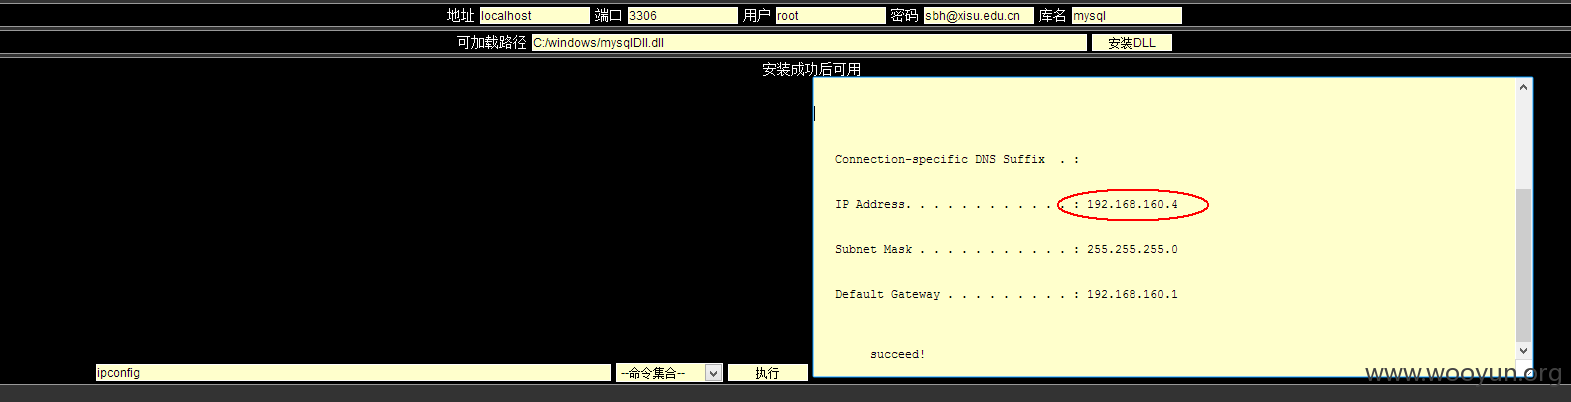 地址 localhost 端口 3306 用户 root 密码 sbh@xisu.edu.cn 库名 mysql
可加载路径 C:/windows/mysqlDll.dll 安装DLL
安装成功后可用
Connection-specific DNS Suffix  . :
IP Address. . . . . . . . . . . . : 192.168.160.4
Subnet Mask . . . . . . . . . . . : 255.255.255.0
Default Gateway . . . . . . . . . : 192.168.160.1
succeed!
ipconfig --命令集合-- 执行
www.wooyun.org